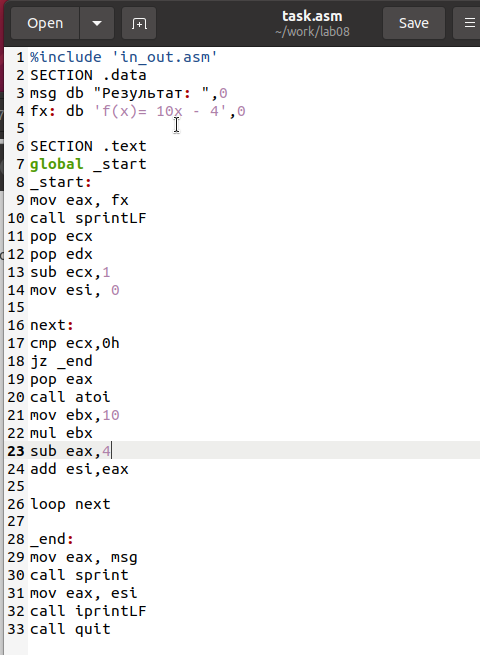 Open
task.asm
~/work/lab08
Save
1 %include 'in_out.asm'
2 SECTION .data
3 msg db "Результат: ",0
4 fx: db 'f(x)= 10x - 4',0
5
6 SECTION .text
7 global _start
8 _start:
9 mov eax, fx
10 call sprintLF
11 pop ecx
12 pop edx
13 sub ecx,1
14 mov esi, 0
15
16 next:
17 cmp ecx,0h
18 jz _end
19 pop eax
20 call atoi
21 mov ebx,10
22 mul ebx
23 sub eax,4
24 add esi,eax
25
26 loop next
27
28 _end:
29 mov eax, msg
30 call sprint
31 mov eax, esi
32 call iprintLF
33 call quit